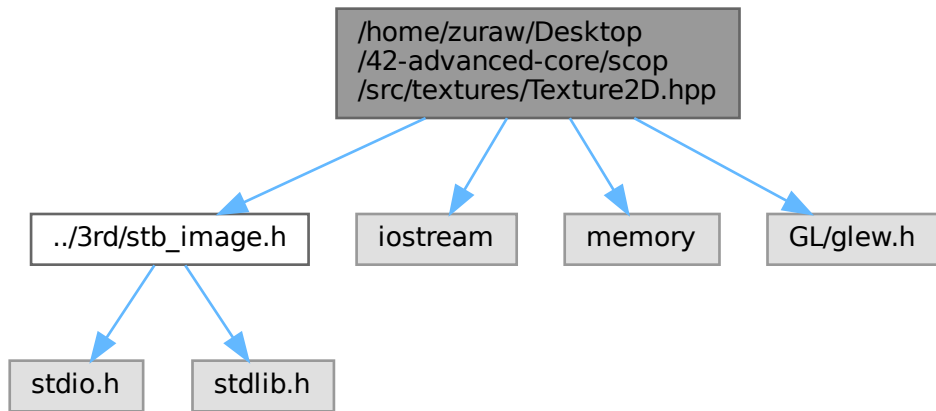 /home/zuraw/Desktop
/42-advanced-core/scop
/src/textures/Texture2D.hpp
../3rd/stb_image.h
iostream
memory
GL/glew.h
stdio.h
stdlib.h